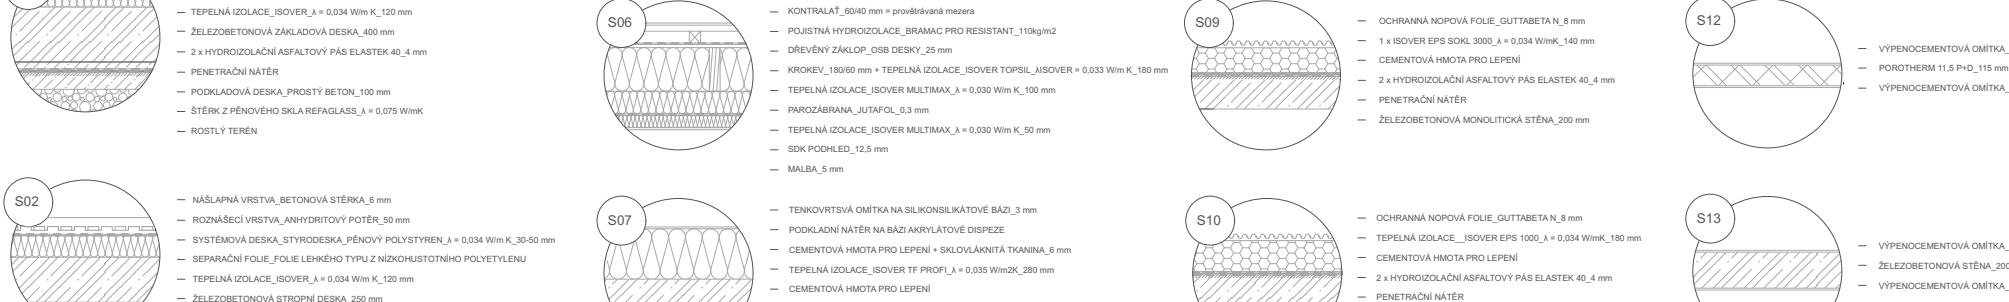 — TEPELNÁ IZOLACE_ISOVER_λ = 0,034 W/m K_120 mm
— ŽELEZOBETONOVÁ ZÁKLADOVÁ DESKA_400 mm
— 2 x HYDROIZOLAČNÍ ASFALTOVÝ PÁS ELASTEK 40_4 mm
— PENETRAČNÍ NÁTĚR
— PODKLADOVÁ DESKA_PROSTÝ BETON_100 mm
— ŠTĚRK Z PĚNOVÉHO SKLA REFAGLASS_λ = 0,075 W/mK
— ROSTLÝ TERÉN
S02
— NÁŠLAPNÁ VRSTVA_BETONOVÁ STĚRKA_6 mm
— ROZNÁŠECÍ VRSTVA_ANHYDRITOVÝ POTĚR_50 mm
— SYSTÉMOVÁ DESKA_STYRODESKA_PĚNOVÝ POLYSTYREN_λ = 0,034 W/m K_30-50 mm
— SEPARAČNÍ FOLIE_FOLIE LEHKÉHO TYPU Z NÍZKOHUSTOTNÍHO POLYETYLENU
— TEPELNÁ IZOLACE_ISOVER_λ = 0,034 W/m K_120 mm
— ŽELEZOBETONOVÁ STROPNÍ DESKA_250 mm
S06
— KONTRALAŤ_60/40 mm = provětrávaná mezera
— POJISTNÁ HYDROIZOLACE_BRAMAC PRO RESISTANT_110kg/m2
— DŘEVĚNÝ ZÁKLOP_OSB DESKY_25 mm
— KROKEV_180/60 mm + TEPELNÁ IZOLACE_ISOVER TOPSIL_λISOVER = 0,033 W/m K_180 mm
— TEPELNÁ IZOLACE_ISOVER MULTIMAX_λ = 0,030 W/m K_100 mm
— PAROZÁBRANA_JUTAFOL_0,3 mm
— TEPELNÁ IZOLACE_ISOVER MULTIMAX_λ = 0,030 W/m K_50 mm
— SDK PODHLED_12,5 mm
— MALBA_5 mm
S07
— TENKOVRTSVÁ OMÍTKA NA SILIKONSILIKÁTOVÉ BÁZI_3 mm
— PODKLADNÍ NÁTĚR NA BÁZI AKRYLÁTOVÉ DISPEZE
— CEMENTOVÁ HMOTA PRO LEPENÍ + SKLOVLÁKNITÁ TKANINA_6 mm
— TEPELNÁ IZOLACE_ISOVER TF PROFI_λ = 0,035 W/m2K_280 mm
— CEMENTOVÁ HMOTA PRO LEPENÍ
S09
— OCHRANNÁ NOPOVÁ FOLIE_GUTTABETA N_8 mm
— 1 x ISOVER EPS SOKL 3000_λ = 0,034 W/mK_140 mm
— CEMENTOVÁ HMOTA PRO LEPENÍ
— 2 x HYDROIZOLAČNÍ ASFALTOVÝ PÁS ELASTEK 40_4 mm
— PENETRAČNÍ NÁTĚR
— ŽELEZOBETONOVÁ MONOLITICKÁ STĚNA_200 mm
S10
— OCHRANNÁ NOPOVÁ FOLIE_GUTTABETA N_8 mm
— TEPELNÁ IZOLACE__ISOVER EPS 1000_λ = 0,034 W/mK_180 mm
— CEMENTOVÁ HMOTA PRO LEPENÍ
— 2 x HYDROIZOLAČNÍ ASFALTOVÝ PÁS ELASTEK 40_4 mm
— PENETRAČNÍ NÁTĚR
S12
— VÝPENOCEMENTOVÁ OMÍTKA_
— POROTHERM 11,5 P+D_115 mm
— VÝPENOCEMENTOVÁ OMÍTKA_
S13
— VÝPENOCEMENTOVÁ OMÍTKA_
— ŽELEZOBETONOVÁ STĚNA_200
— VÝPENOCEMENTOVÁ OMÍTKA_